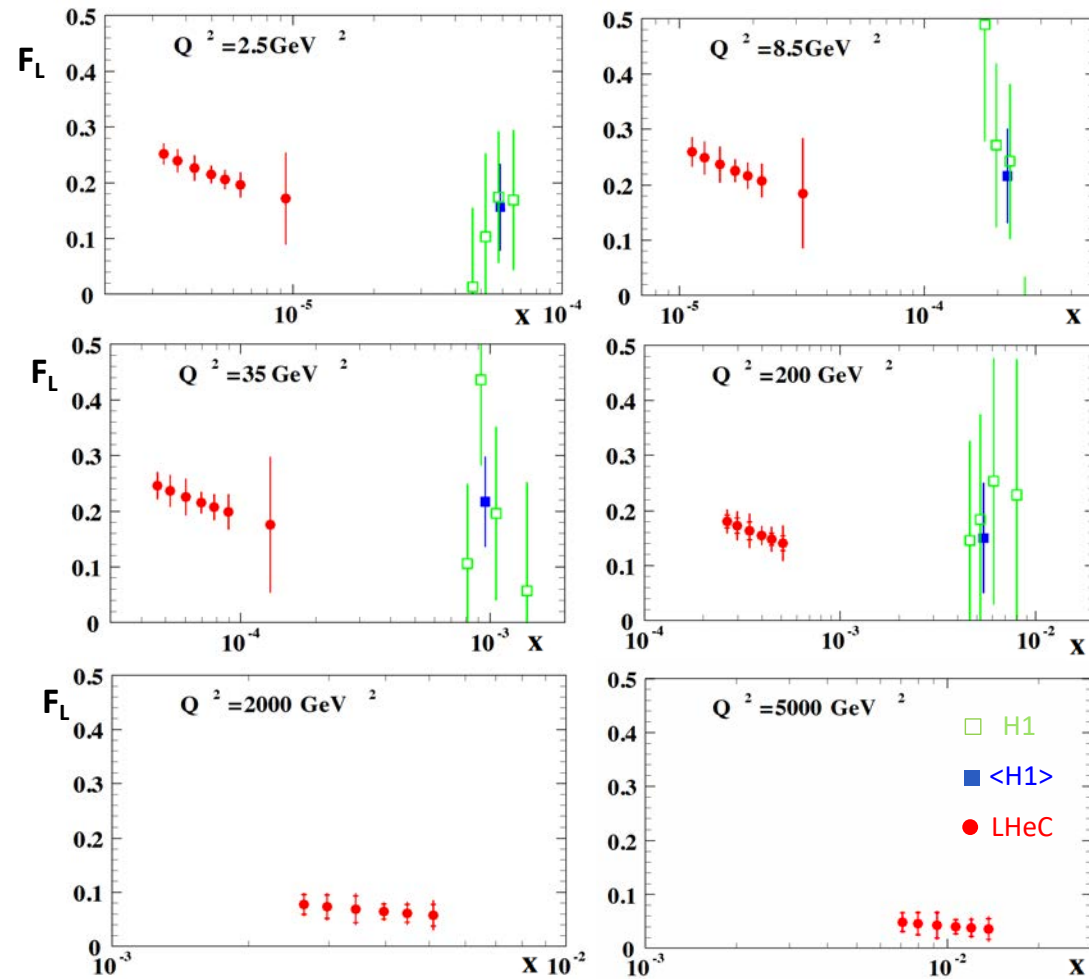 F_L
Q ² =2.5GeV ²
0.5
0.4
0.3
0.2
0.1
0
10⁻⁵
x
10⁻⁴
Q ² =8.5GeV ²
0.5
0.4
0.3
0.2
0.1
0
10⁻⁵
10⁻⁴
x
F_L
Q ² =35 GeV ²
0.5
0.4
0.3
0.2
0.1
0
10⁻⁴
10⁻³
x
Q ² =200 GeV ²
0.5
0.4
0.3
0.2
0.1
0
10⁻⁴
10⁻³
10⁻²
x
F_L
Q ² =2000 GeV ²
0.5
0.4
0.3
0.2
0.1
0
10⁻³
x
10⁻²
Q ² =5000 GeV ²
0.5
0.4
0.3
0.2
0.1
0
10⁻³
10⁻²
x
H1
<H1>
LHeC